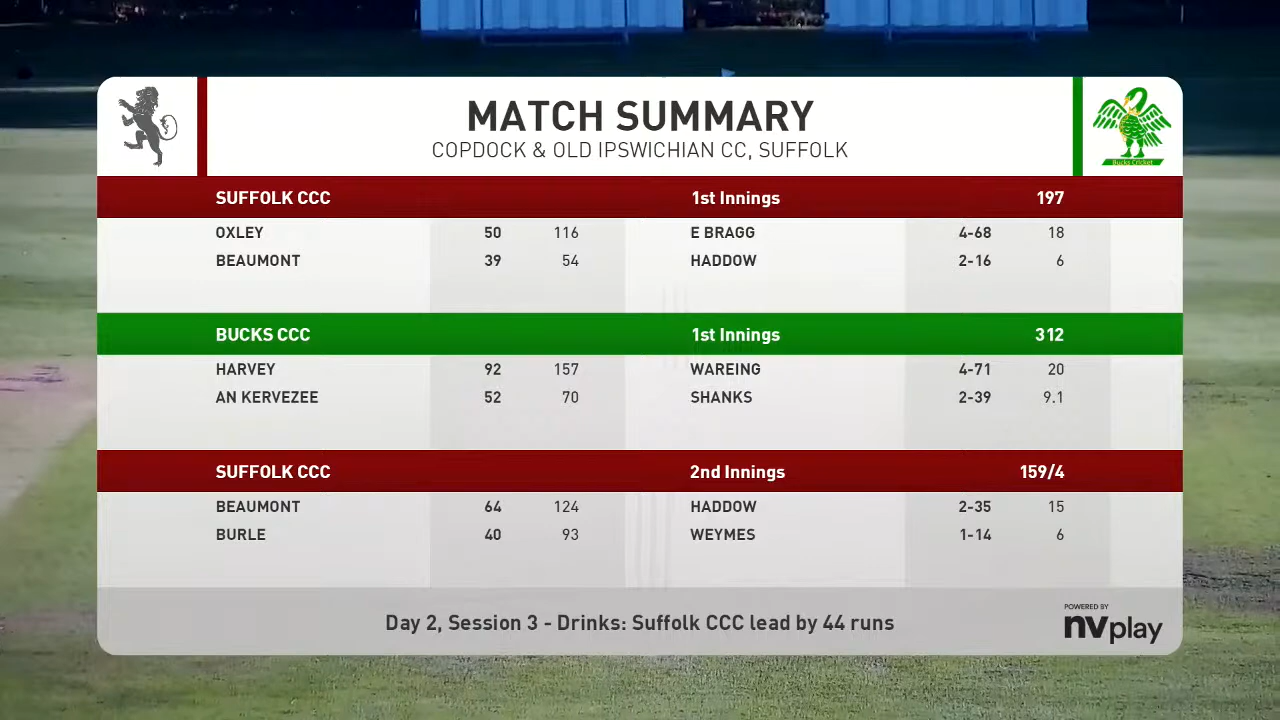 MATCH SUMMARY
COPDOCK & OLD IPSWICHIAN CC, SUFFOLK
Bucks Cricket
SUFFOLK CCC 1st Innings 197
OXLEY 50 116 E BRAGG 4-68 18
BEAUMONT 39 54 HADDOW 2-16 6
BUCKS CCC 1st Innings 312
HARVEY 92 157 WAREING 4-71 20
AN KERVEZEE 52 70 SHANKS 2-39 9.1
SUFFOLK CCC 2nd Innings 159/4
BEAUMONT 64 124 HADDOW 2-35 15
BURLE 40 93 WEYMES 1-14 6
Day 2, Session 3 - Drinks: Suffolk CCC lead by 44 runs
POWERED BY
nvplay